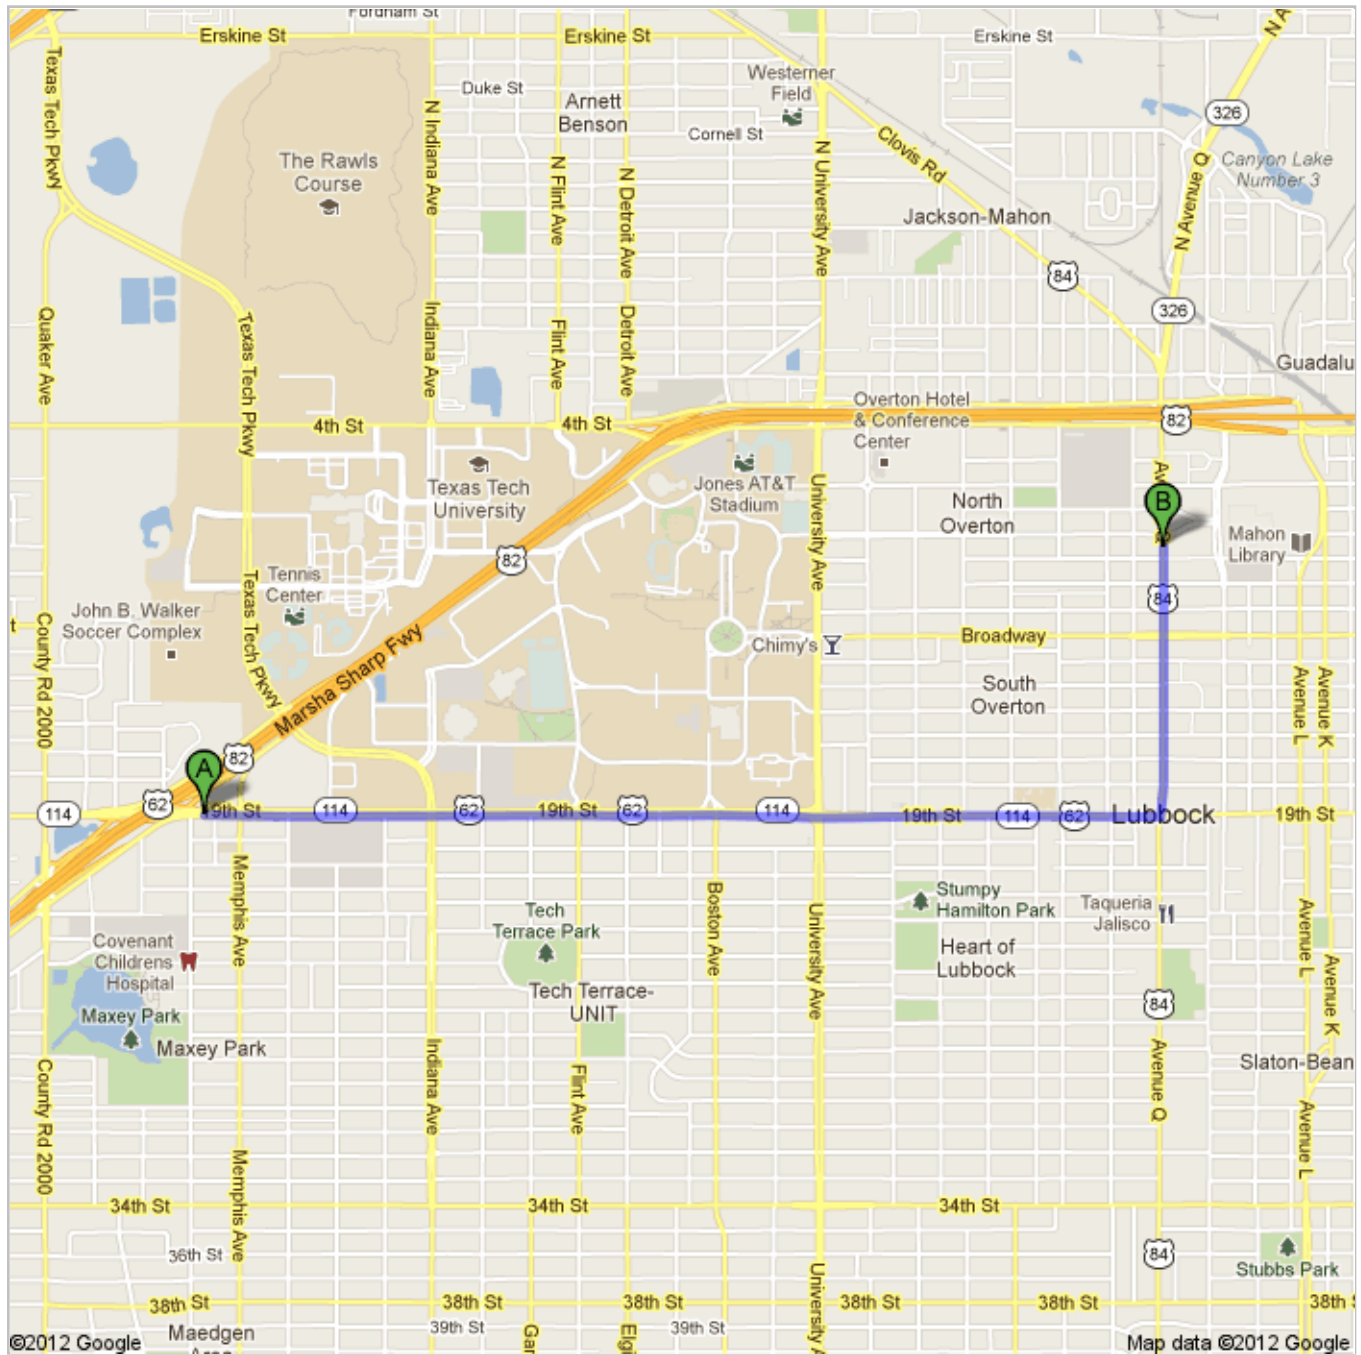 Fordham St
Erskine St
Erskine St
Erskine St
N A
Texas Tech Pkwy
Westerner
Field
Duke St
Arnett
Benson
N Indiana Ave
Cornell St
Clovis Rd
326
The Rawls
Course
N Flint Ave
N Detroit Ave
N University Ave
Canyon Lake
Number 3
N Avenue Q
Jackson-Mahon
84
326
Quaker Ave
Texas Tech Pkwy
Indiana Ave
Flint Ave
Detroit Ave
Guadalu
Overton Hotel
& Conference
Center
4th St
4th St
82
Texas Tech
University
Jones AT&T
Stadium
University Ave
North
Overton
B
Mahon
Library
82
Texas Tech Pkwy
Tennis
Center
84
John B. Walker
Soccer Complex
t
County Rd 2000
Marsha Sharp Fwy
Chimy's
Broadway
South
Overton
Avenue L
Avenue K
82
A
62
114
19th St
114
62
19th St
62
114
19th St
114
62
Lubbock
19th St
Memphis Ave
Boston Ave
University Ave
Stumpy
Hamilton Park
Taqueria
Jalisco
Tech
Terrace Park
Avenue L
Covenant
Childrens
Hospital
Heart of
Lubbock
Avenue K
Tech Terrace-
UNIT
84
Maxey Park
Maxey Park
Indiana Ave
Flint Ave
Avenue Q
Slaton-Bean
County Rd 2000
Memphis Ave
Avenue L
34th St
34th St
34th St
36th St
84
University A
Stubbs Park
38th St
38th St
38th St
38th St
38th St
38th S
39th St
39th St
Gar
Elgi
Maedgen
©2012 Google
Map data ©2012 Google